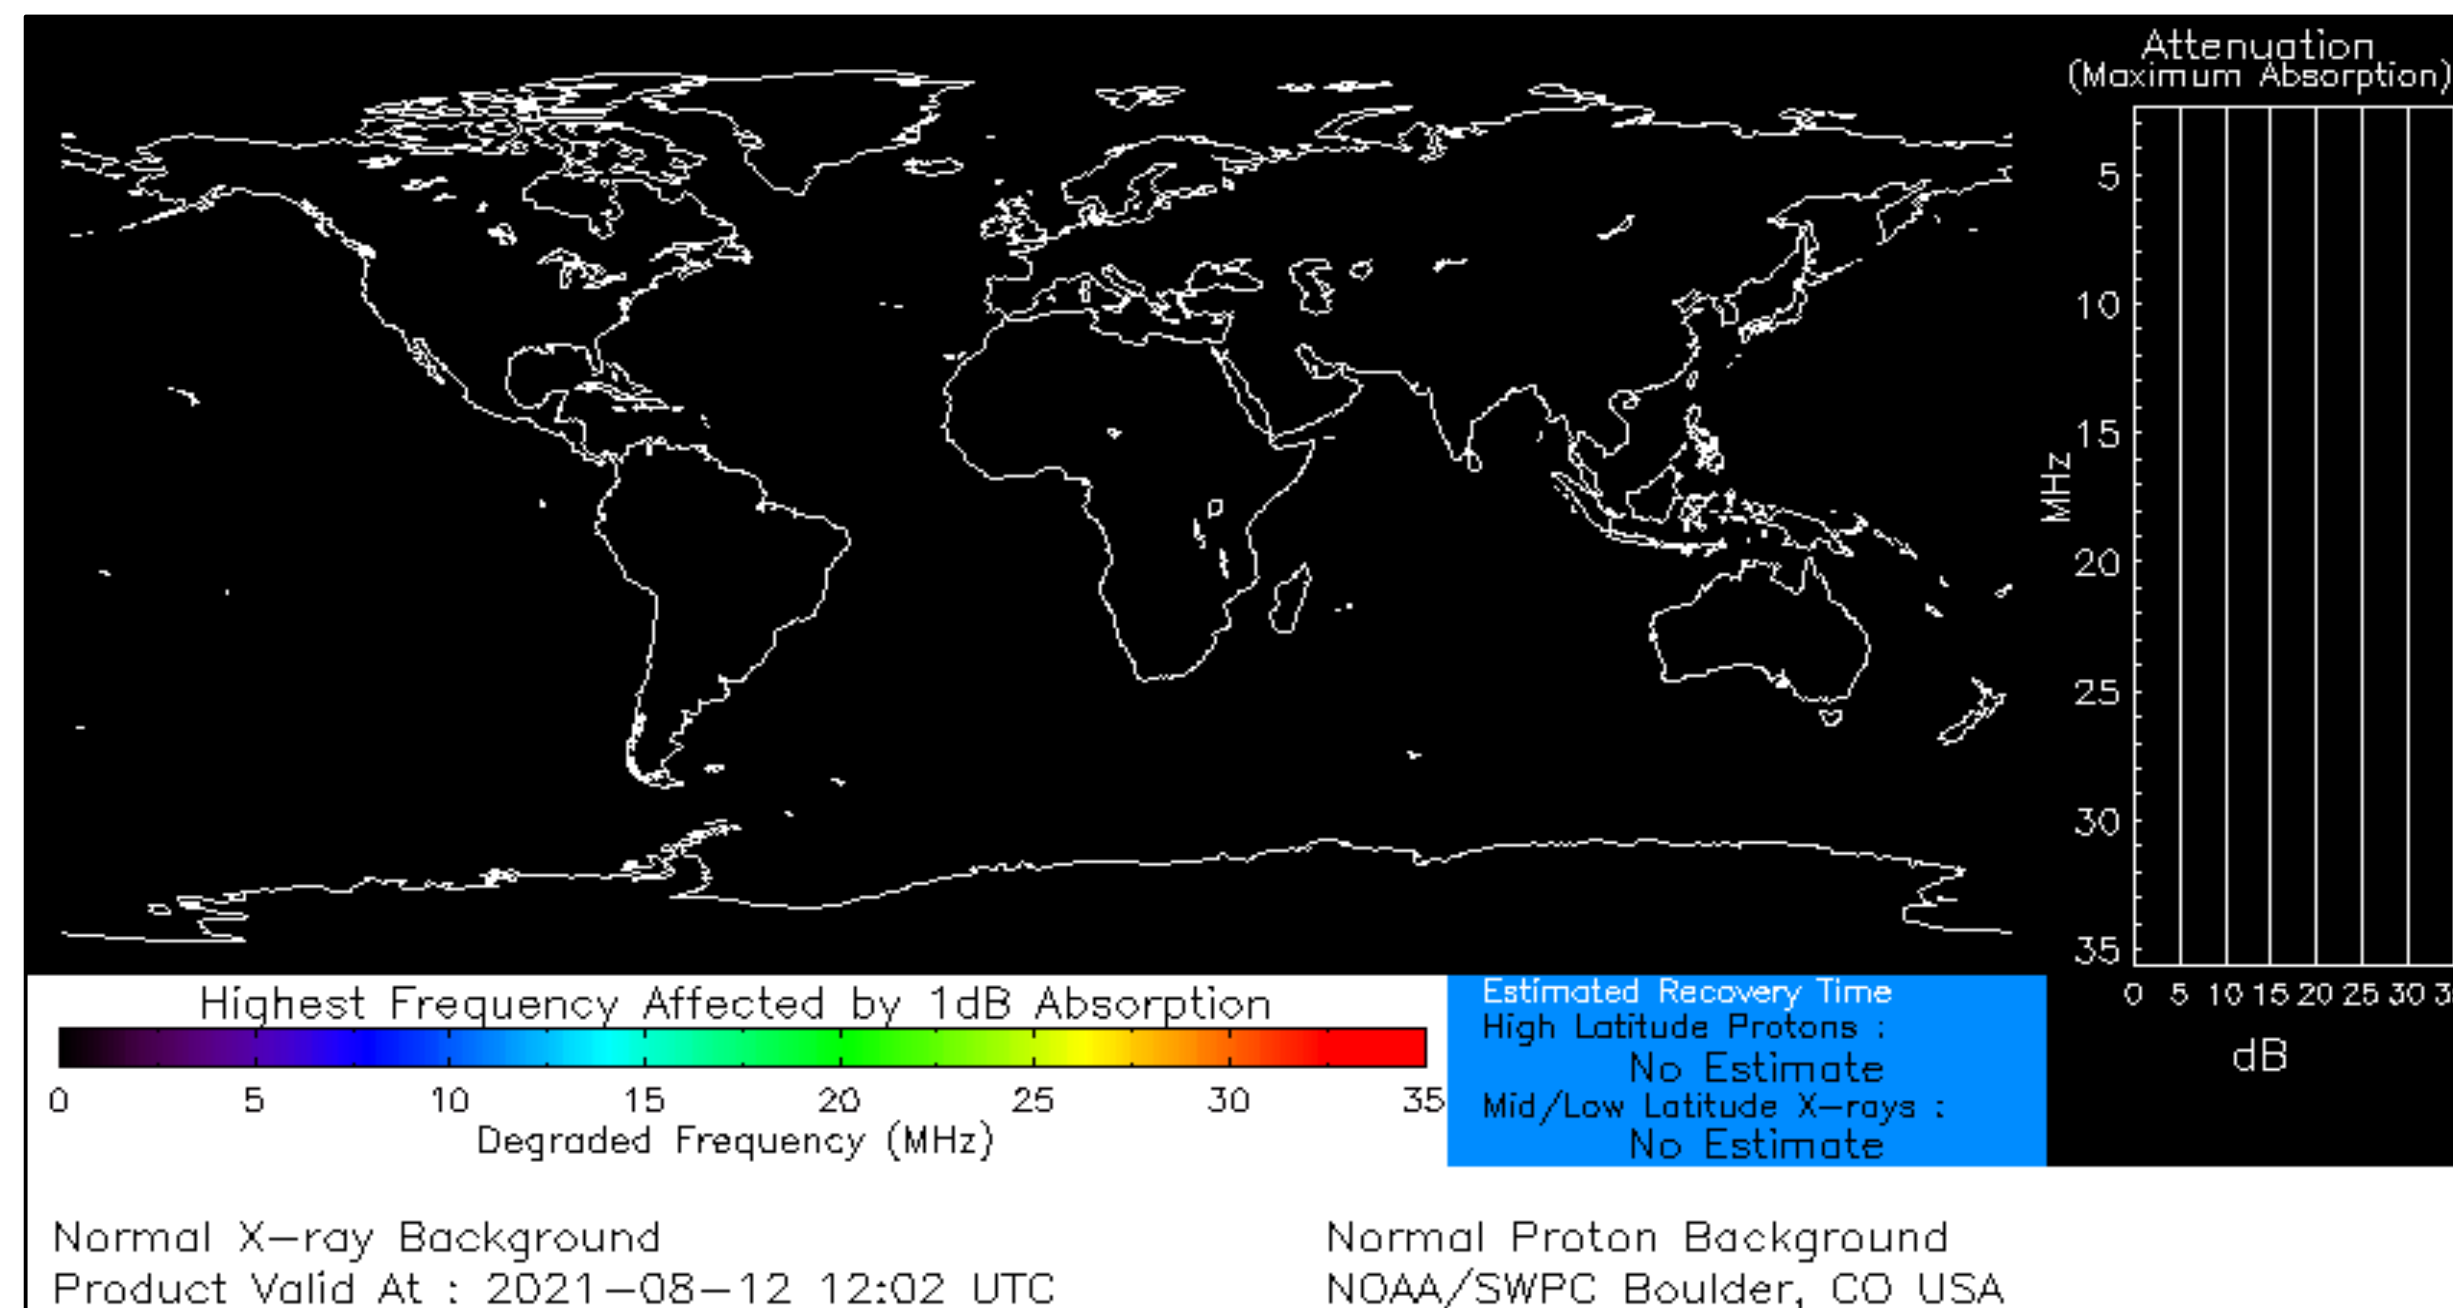 Attenuation
(Maximum Absorption)
5
10
15
20
25
30
35
MHz
0 5 10 15 20 25 30
dB
Highest Frequency Affected by 1dB Absorption
0 5 10 15 20 25 30 35
Degraded Frequency (MHz)
Estimated Recovery Time
High Latitude Protons :
No Estimate
Mid/Low Latitude X-rays :
No Estimate
Normal X-ray Background
Normal Proton Background
Product Valid At : 2021-08-12 12:02 UTC
NOAA/SWPC Boulder, CO USA